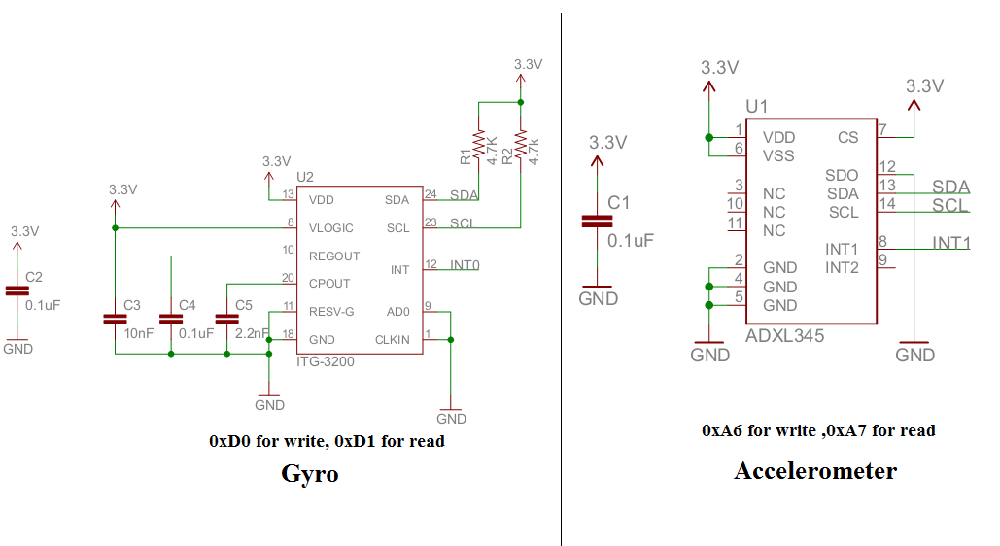 3.3V
C2
0.1uF
GND
3.3V
C3
10nF
C4
0.1uF
C5
2.2nF
3.3V
U2
13 VDD SDA 24 SDA
8 VLOGIC SCL 23 SCL
10 REGOUT
INT 12 INT0
20 CPOUT
11 RESV-G AD0 9
18 GND CLKIN 1
ITG-3200
GND
GND
3.3V
R1
4.7K
R2
4.7k
0xD0 for write, 0xD1 for read
Gyro
3.3V
C1
0.1uF
GND
3.3V
3.3V
U1
1 VDD CS 7
6 VSS
SDO 12
3 NC SDA 13 SDA
10 NC SCL 14 SCL
11 NC
INT1 8 INT1
2 GND INT2 9
4 GND
5 GND
ADXL345
GND
GND
0xA6 for write ,0xA7 for read
Accelerometer